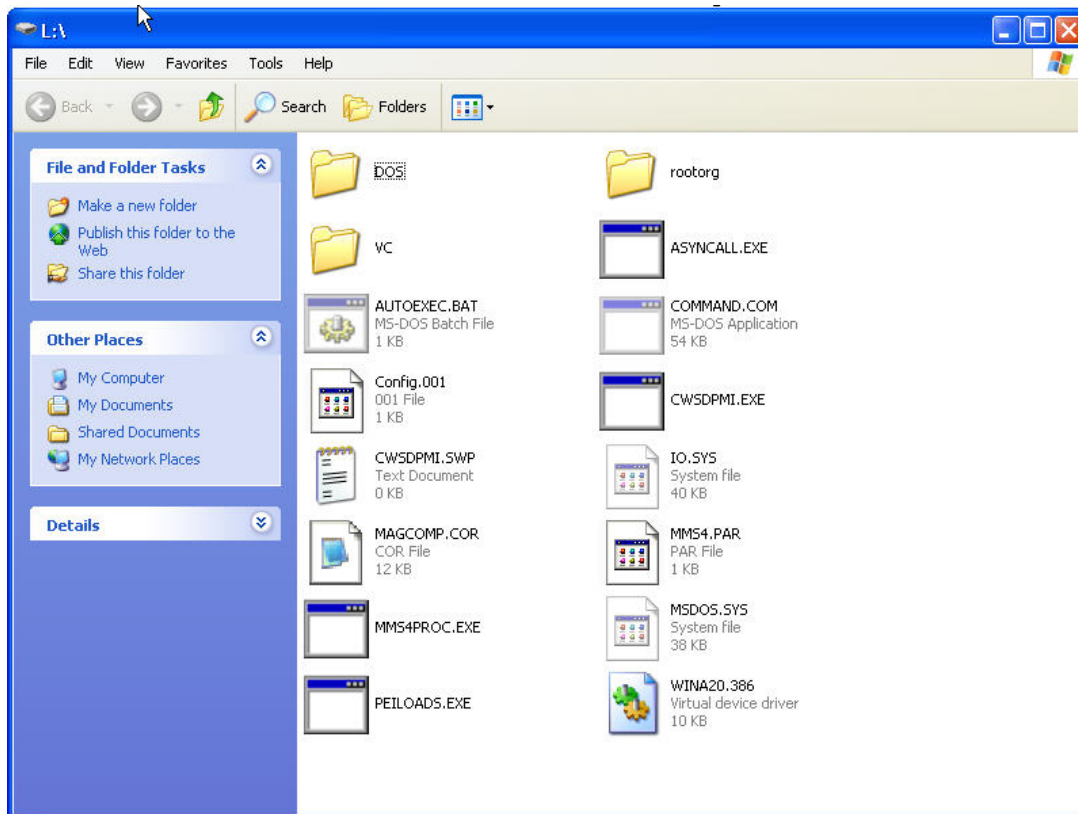 L:\
File Edit View Favorites Tools Help
Back Search Folders
File and Folder Tasks
Make a new folder
Publish this folder to the
Web
Share this folder
Other Places
My Computer
My Documents
Shared Documents
My Network Places
Details
DOS
rootorg
VC
ASYNCALL.EXE
AUTOEXEC.BAT
MS-DOS Batch File
1 KB
COMMAND.COM
MS-DOS Application
54 KB
Config.001
001 File
1 KB
CWSDPMI.EXE
CWSDPMI.SWP
Text Document
0 KB
IO.SYS
System file
40 KB
MAGCOMP.COR
COR File
12 KB
MMS4.PAR
PAR File
1 KB
MMS4PROC.EXE
MSDOS.SYS
System file
38 KB
PEILOADS.EXE
WINA20.386
Virtual device driver
10 KB